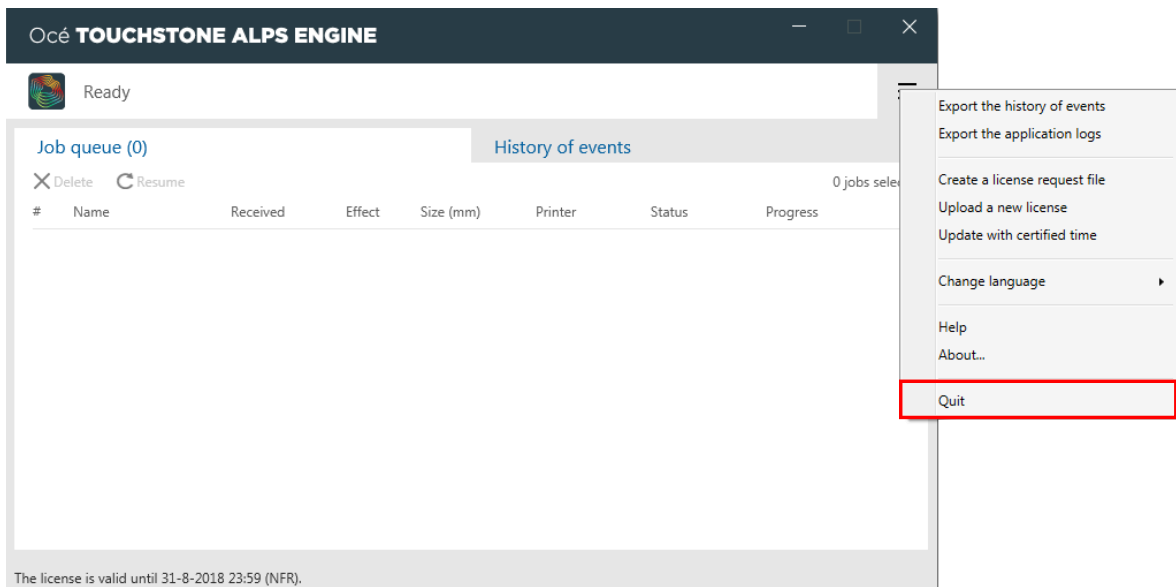 Océ TOUCHSTONE ALPS ENGINE
Ready
Job queue (0)
History of events
Delete Resume
0 jobs
# Name Received Effect Size (mm) Printer Status Progress
Export the history of events
Export the application logs
Create a license request file
Upload a new license
Update with certified time
Change language
Help
About...
Quit
The license is valid until 31-8-2018 23:59 (NFR).